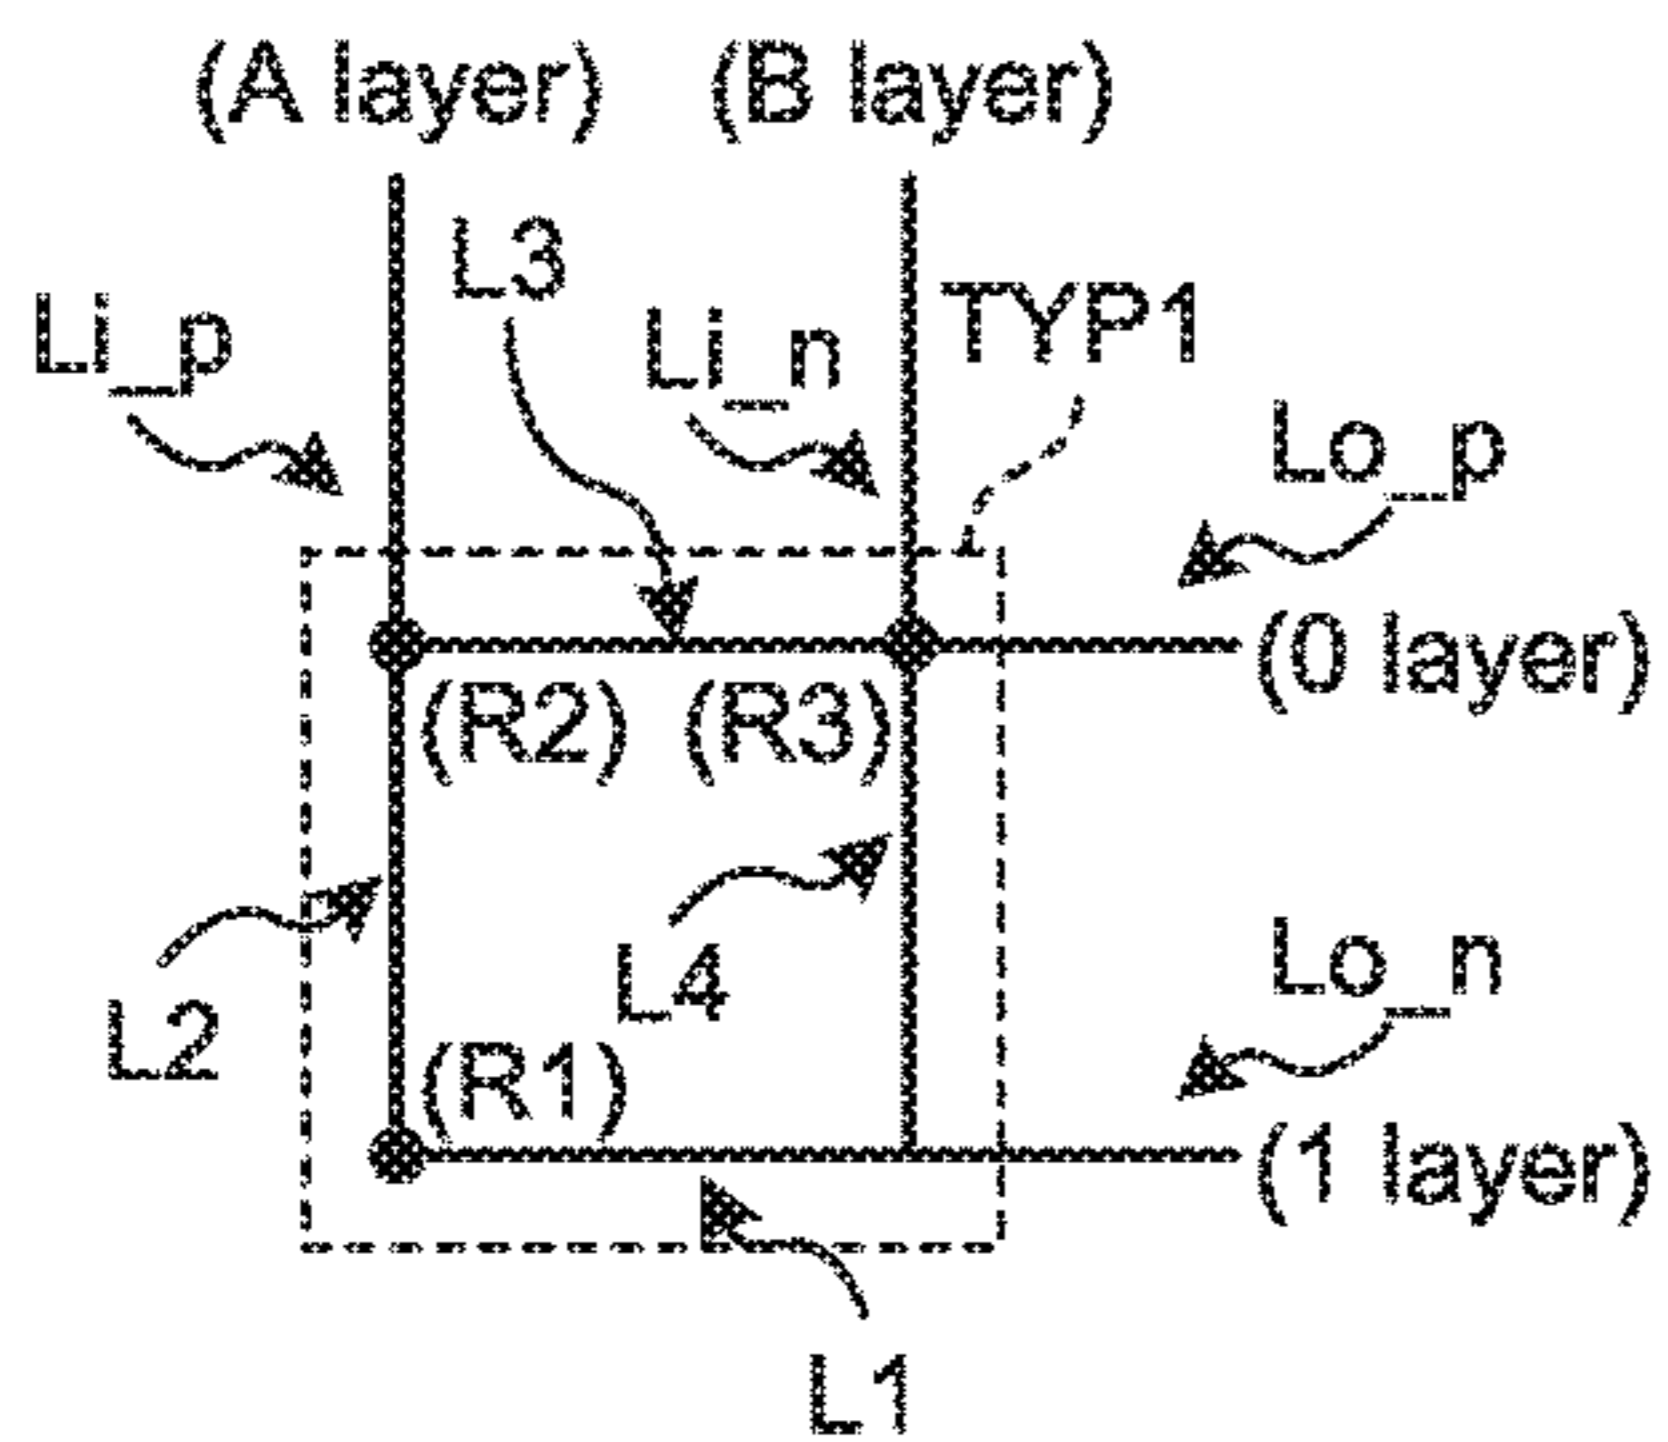 (A layer) (B layer)
L3
Li_p
Li_n
TYP1
Lo_p
(0 layer)
(R2) (R3)
L4
Lo_n
L2
(R1)
(1 layer)
L1